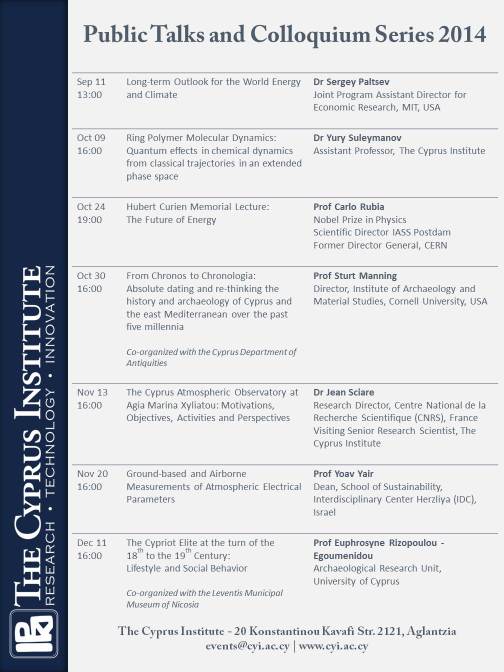 Public Talks and Colloquium Series 2014
Sep 11
13:00
Long-term Outlook for the World Energy
and Climate
Dr Sergey Paltsev
Joint Program Assistant Director for
Economic Research, MIT, USA
Oct 09
16:00
Ring Polymer Molecular Dynamics:
Quantum effects in chemical dynamics
from classical trajectories in an extended
phase space
Dr Yury Suleymanov
Assistant Professor, The Cyprus Institute
Oct 24
19:00
Hubert Curien Memorial Lecture:
The Future of Energy
Prof Carlo Rubia
Nobel Prize in Physics
Scientific Director IASS Postdam
Former Director General, CERN
Oct 30
16:00
From Chronos to Chronologia:
Absolute dating and re-thinking the
history and archaeology of Cyprus and
the east Mediterranean over the past
five millennia
Co-organized with the Cyprus Department of
Antiquities
Prof Sturt Manning
Director, Institute of Archaeology and
Material Studies, Cornell University, USA
Nov 13
16:00
The Cyprus Atmospheric Observatory at
Agia Marina Xyliatou: Motivations,
Objectives, Activities and Perspectives
Dr Jean Sciare
Research Director, Centre National de la
Recherche Scientifique (CNRS), France
Visiting Senior Research Scientist, The
Cyprus Institute
Nov 20
16:00
Ground-based and Airborne
Measurements of Atmospheric Electrical
Parameters
Prof Yoav Yair
Dean, School of Sustainability,
Interdisciplinary Center Herzliya (IDC),
Israel
Dec 11
16:00
The Cypriot Elite at the turn of the
18th to the 19th Century:
Lifestyle and Social Behavior
Co-organized with the Leventis Municipal
Museum of Nicosia
Prof Euphrosyne Rizopoulou -
Egoumenidou
Archaeological Research Unit,
University of Cyprus
The Cyprus Institute - 20 Konstantinou Kavafi Str. 2121, Aglantzia
events@cyi.ac.cy | www.cyi.ac.cy
THE CYPRUS INSTITUTE
RESEARCH • TECHNOLOGY • INNOVATION